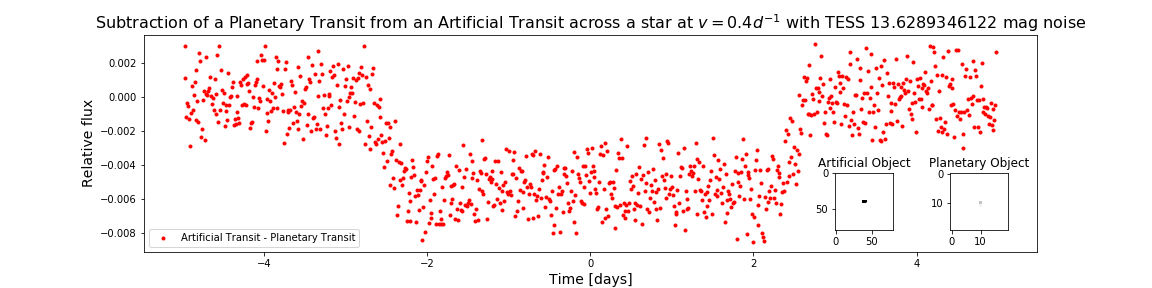 Subtraction of a Planetary Transit from an Artificial Transit across a star at v = 0.4d⁻¹ with TESS 13.6289346122 mag noise
Relative flux
0.002
0.000
−0.002
−0.004
−0.006
−0.008
Artificial Transit - Planetary Transit
Artificial Object
0
50
0 50
Planetary Object
0
10
0 10
−4 −2 0 2 4
Time [days]